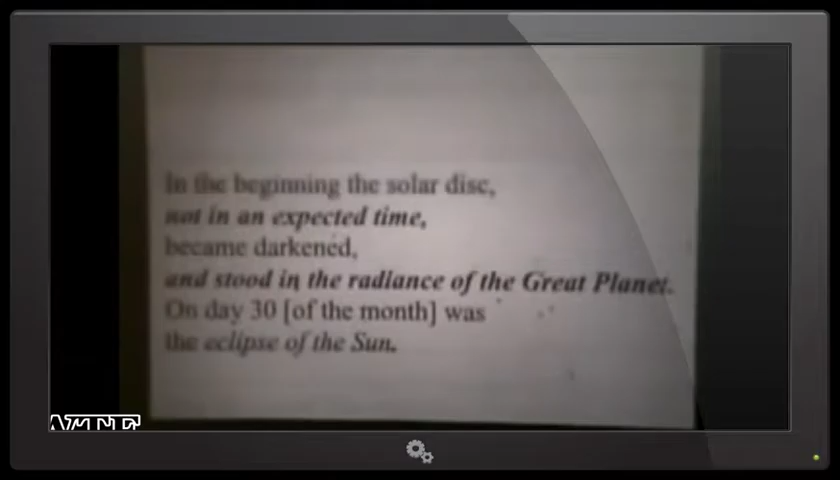 In the beginning the solar disc,
not in an expected time,
became darkened,
and stood in the radiance of the Great Planet.
On day 30 [of the month] was
the eclipse of the Sun.